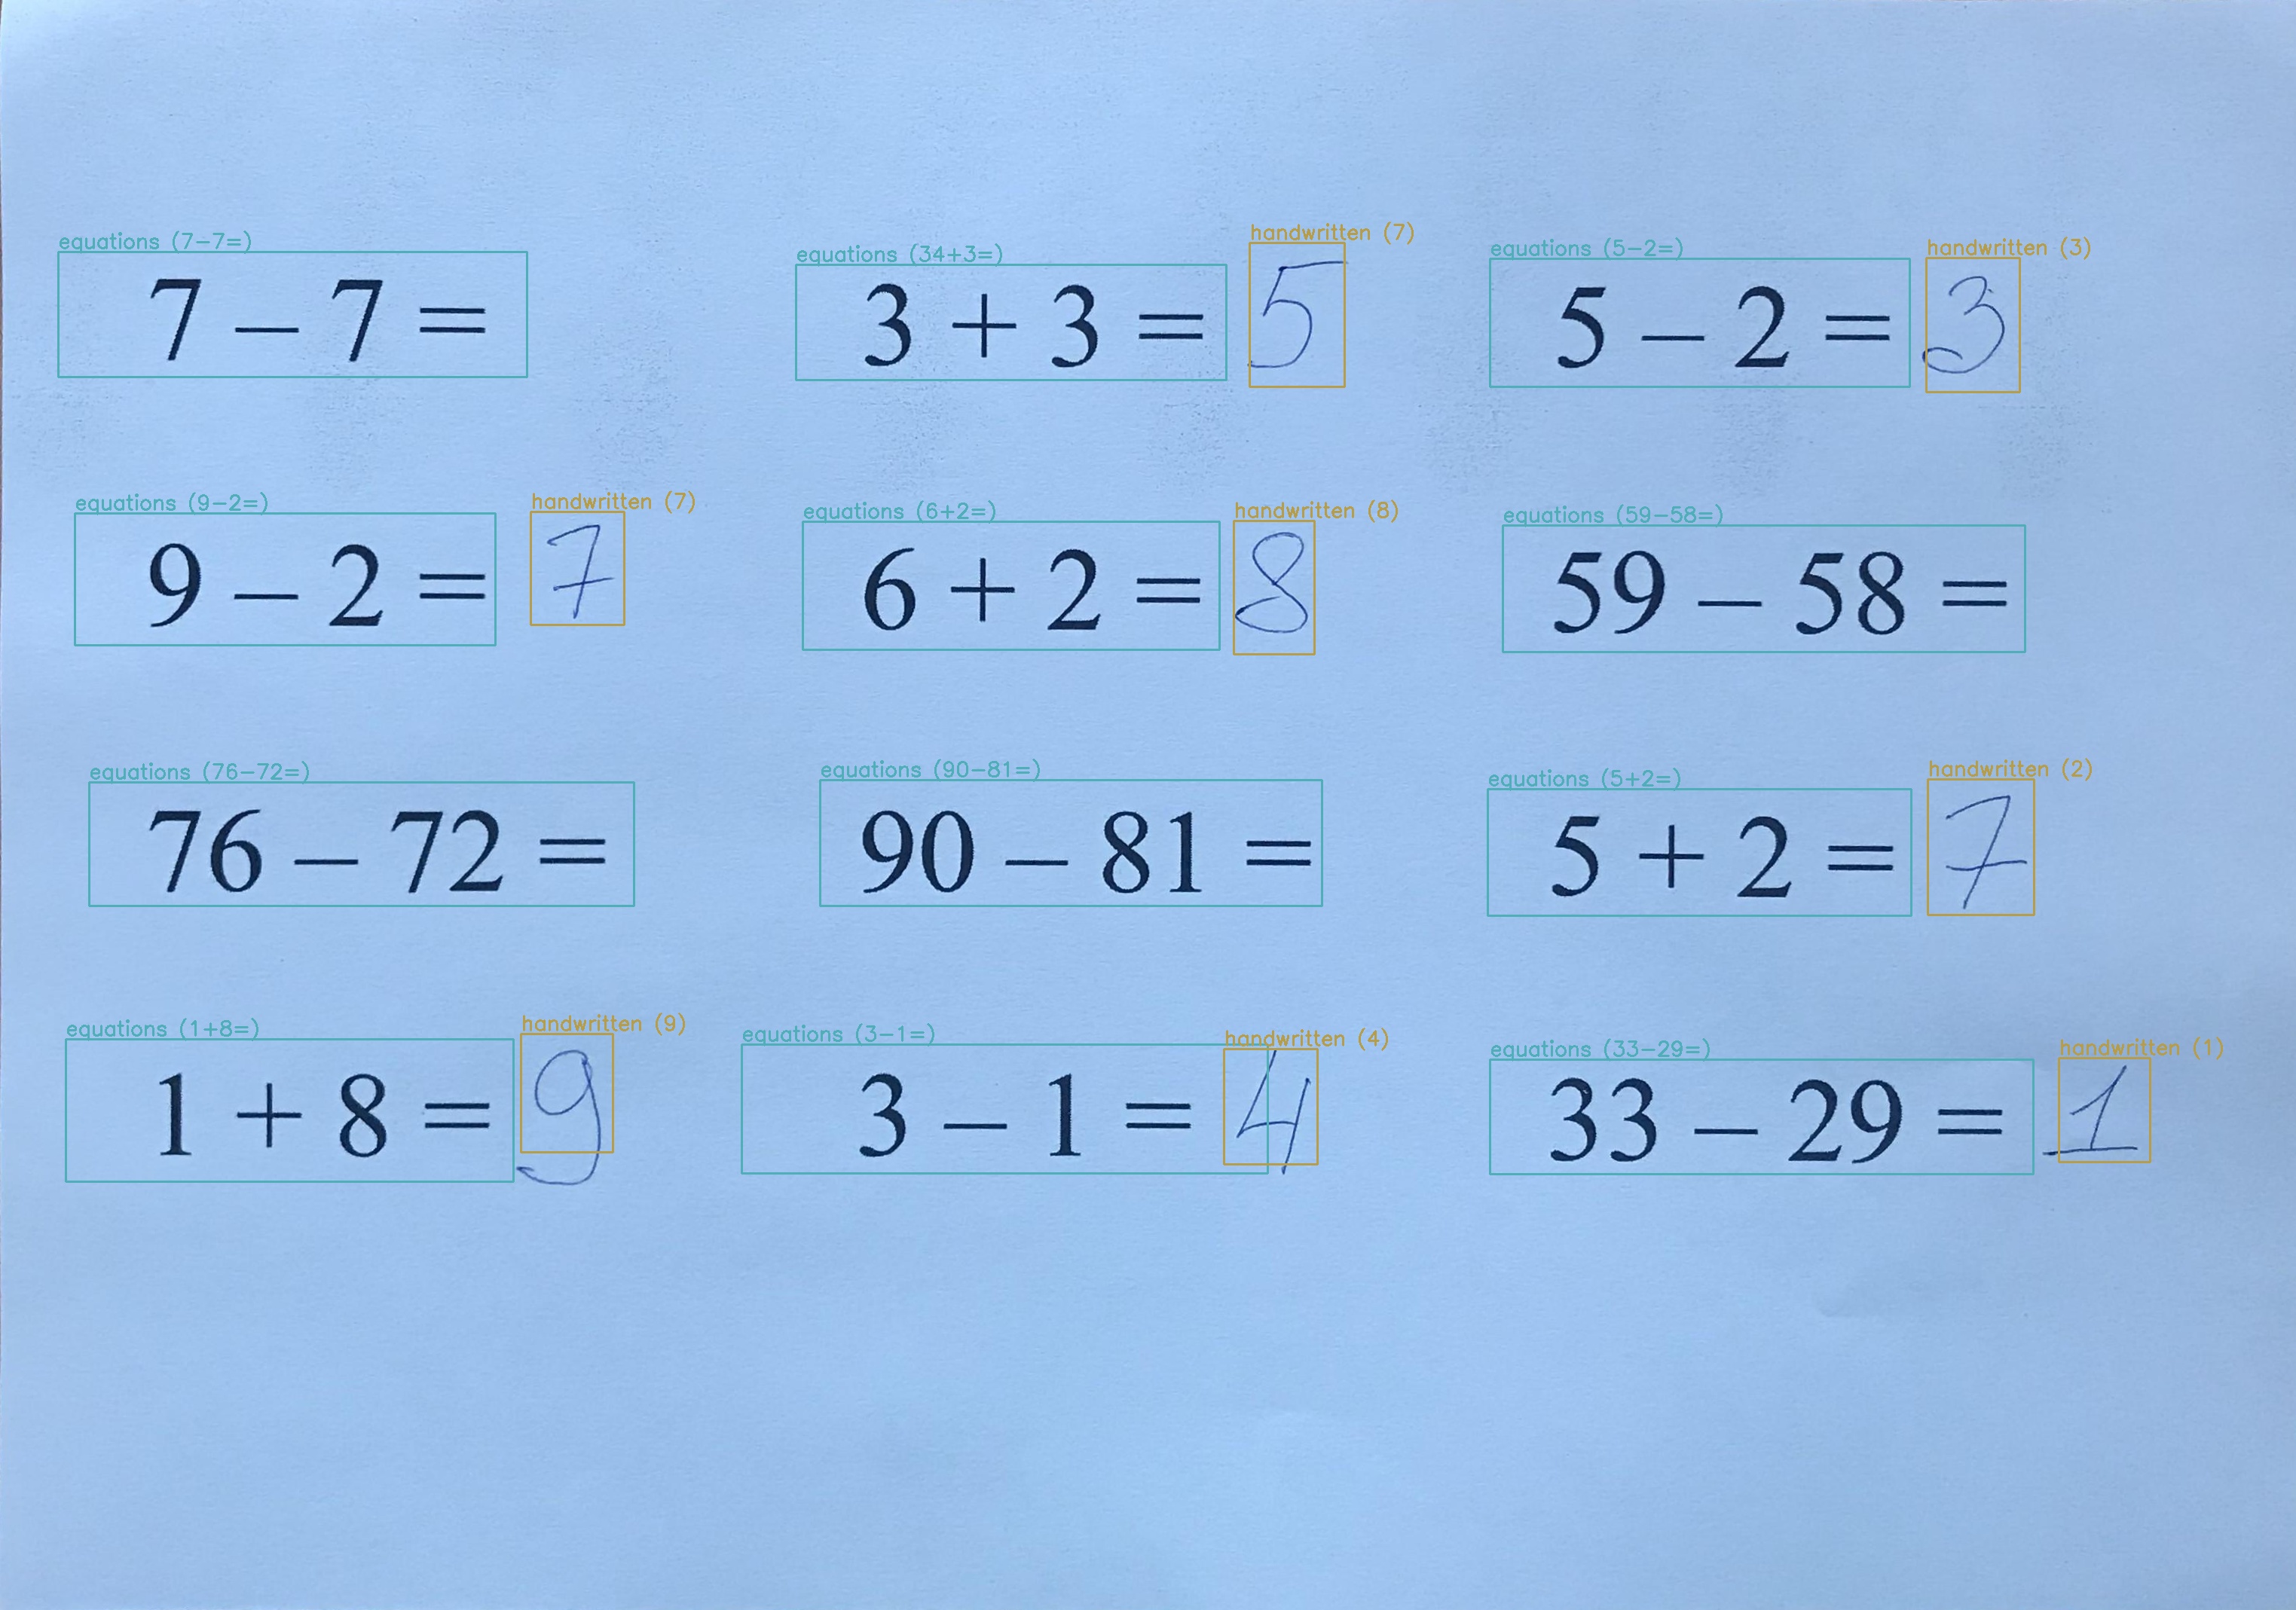 equations (7-7=) equations (34+3=) handwritten (7) equations (5-2=) handwritten (3)
7 – 7 = 3 + 3 = 5 5 – 2 = 3
equations (9-2=) handwritten (7) equations (6+2=) handwritten (8) equations (59-58=)
9 – 2 = 7 6 + 2 = 8 59 – 58 =
equations (76-72=) equations (90-81=) equations (5+2=) handwritten (2)
76 – 72 = 90 – 81 = 5 + 2 = 7
equations (1+8=) handwritten (9) equations (3-1=) handwritten (4) equations (33-29=) handwritten (1)
1 + 8 = 9 3 – 1 = 4 33 – 29 = 1